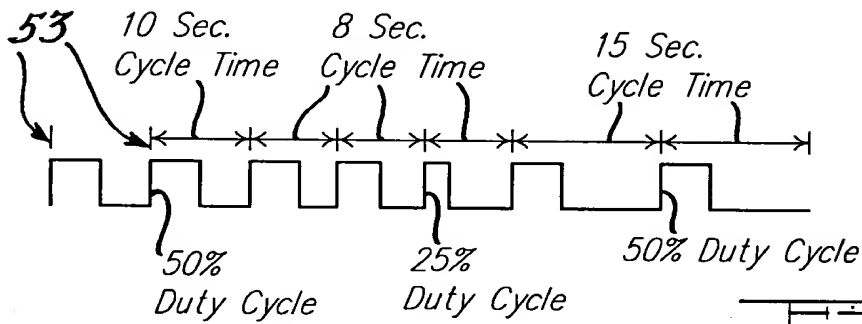 53
10 Sec.
Cycle Time
8 Sec.
Cycle Time
15 Sec.
Cycle Time
50%
Duty Cycle
25%
Duty Cycle
50% Duty Cycle